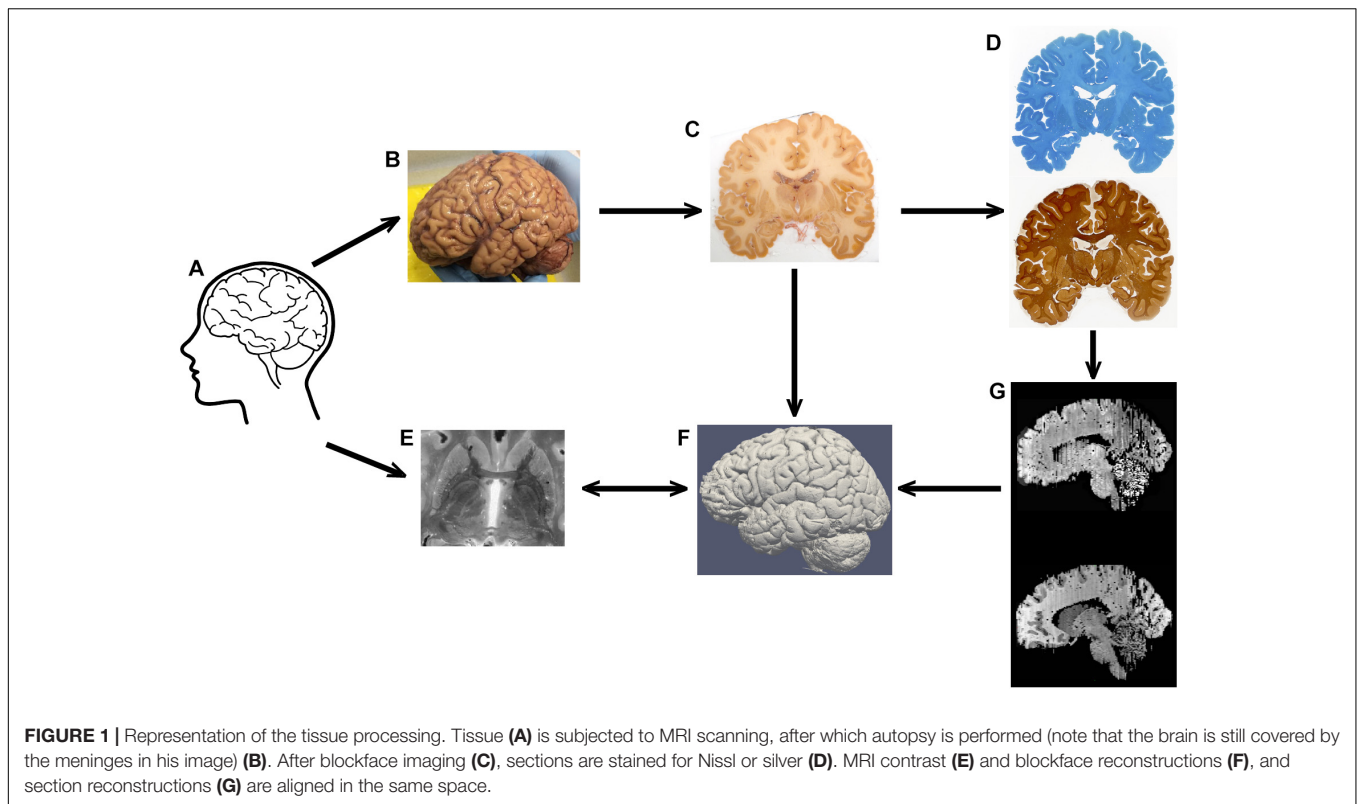 A
B
C
D
E
F
G
FIGURE 1 | Representation of the tissue processing. Tissue (A) is subjected to MRI scanning, after which autopsy is performed (note that the brain is still covered by
the meninges in his image) (B). After blockface imaging (C), sections are stained for Nissl or silver (D). MRI contrast (E) and blockface reconstructions (F), and
section reconstructions (G) are aligned in the same space.